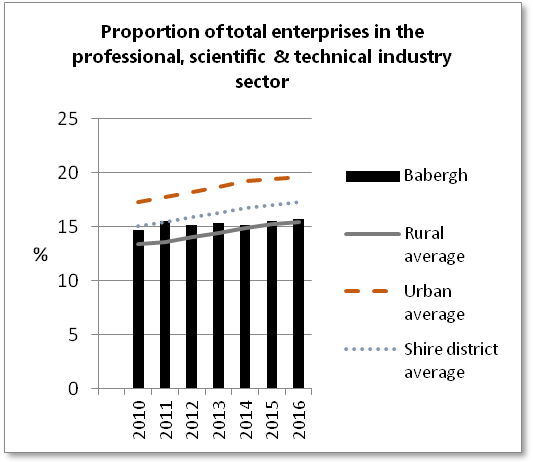 Proportion of total enterprises in the
professional, scientific & technical industry
sector
25
20
15
10
5
0
%
2010
2011
2012
2013
2014
2015
2016
Babergh
Rural
average
Urban
average
Shire district
average